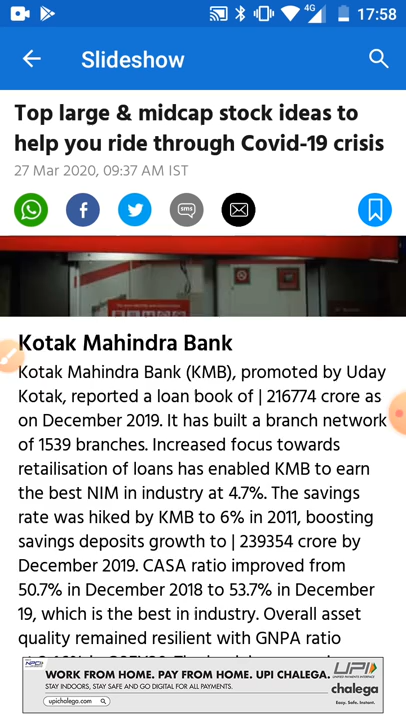 4G 17:58
Slideshow
Top large & midcap stock ideas to
help you ride through Covid-19 crisis
27 Mar 2020, 09:37 AM IST
sms
Kotak Mahindra Bank
Kotak Mahindra Bank (KMB), promoted by Uday
Kotak, reported a loan book of | 216774 crore as
on December 2019. It has built a branch network
of 1539 branches. Increased focus towards
retailisation of loans has enabled KMB to earn
the best NIM in industry at 4.7%. The savings
rate was hiked by KMB to 6% in 2011, boosting
savings deposits growth to | 239354 crore by
December 2019. CASA ratio improved from
50.7% in December 2018 to 53.7% in December
19, which is the best in industry. Overall asset
quality remained resilient with GNPA ratio
NPCI
WORK FROM HOME. PAY FROM HOME. UPI CHALEGA.
STAY INDOORS, STAY SAFE AND GO DIGITAL FOR ALL PAYMENTS.
upichalega.com
UPI
UNIFIED PAYMENTS INTERFACE
chalega
Easy. Safe. Instant.